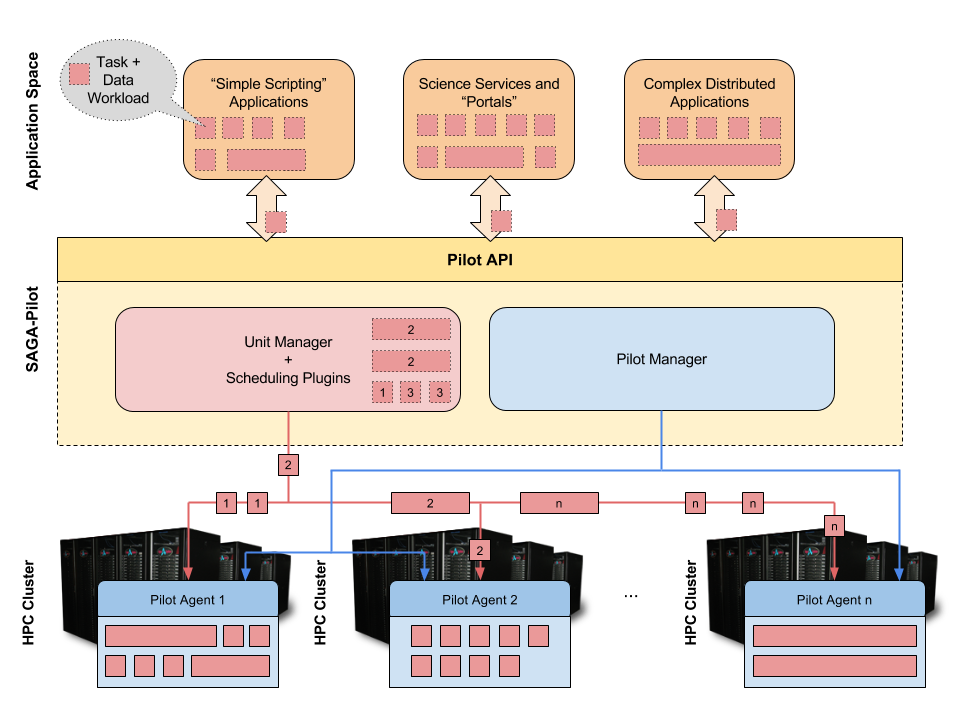 Application Space
Task +
Data
Workload
“Simple Scripting”
Applications
Science Services and
“Portals”
Complex Distributed
Applications
SAGA-Pilot
Pilot API
Unit Manager
+
Scheduling Plugins
2
2
1 3 3
Pilot Manager
2
1 1 2 n n n
n
2
HPC Cluster
Pilot Agent 1
HPC Cluster
Pilot Agent 2
...
HPC Cluster
Pilot Agent n